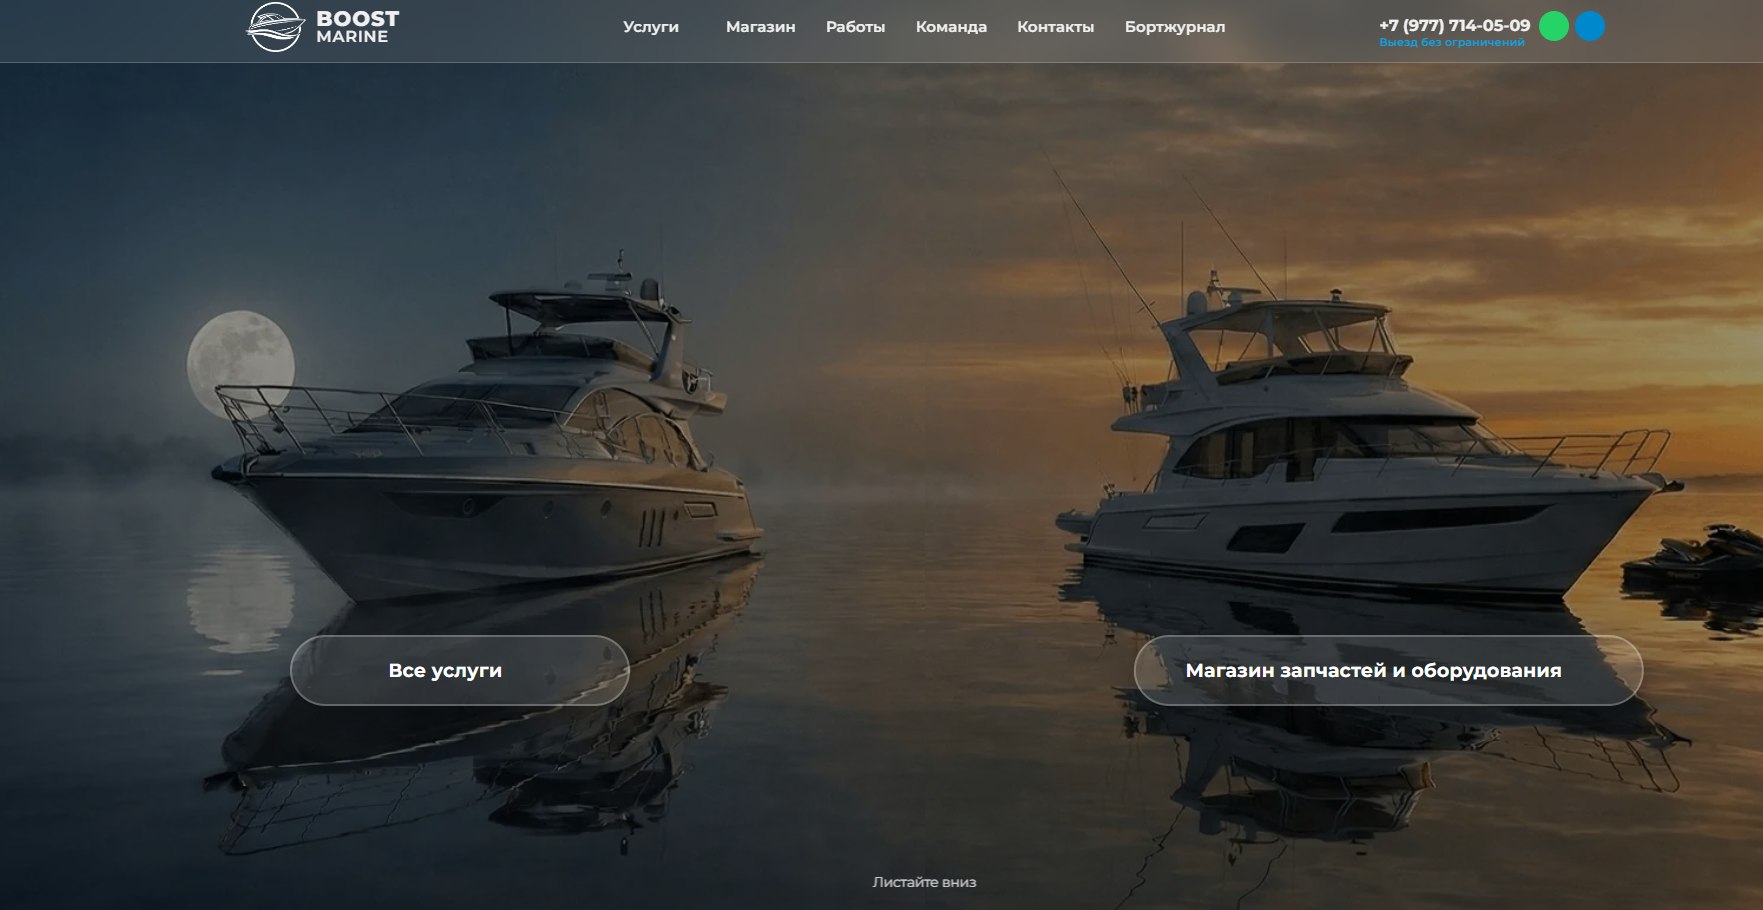 BOOST
MARINE
Услуги
Магазин
Работы
Команда
Контакты
Бортжурнал
+7 (977) 714-05-09
Выезд без ограничений
Все услуги
Магазин запчастей и оборудования
Листайте вниз